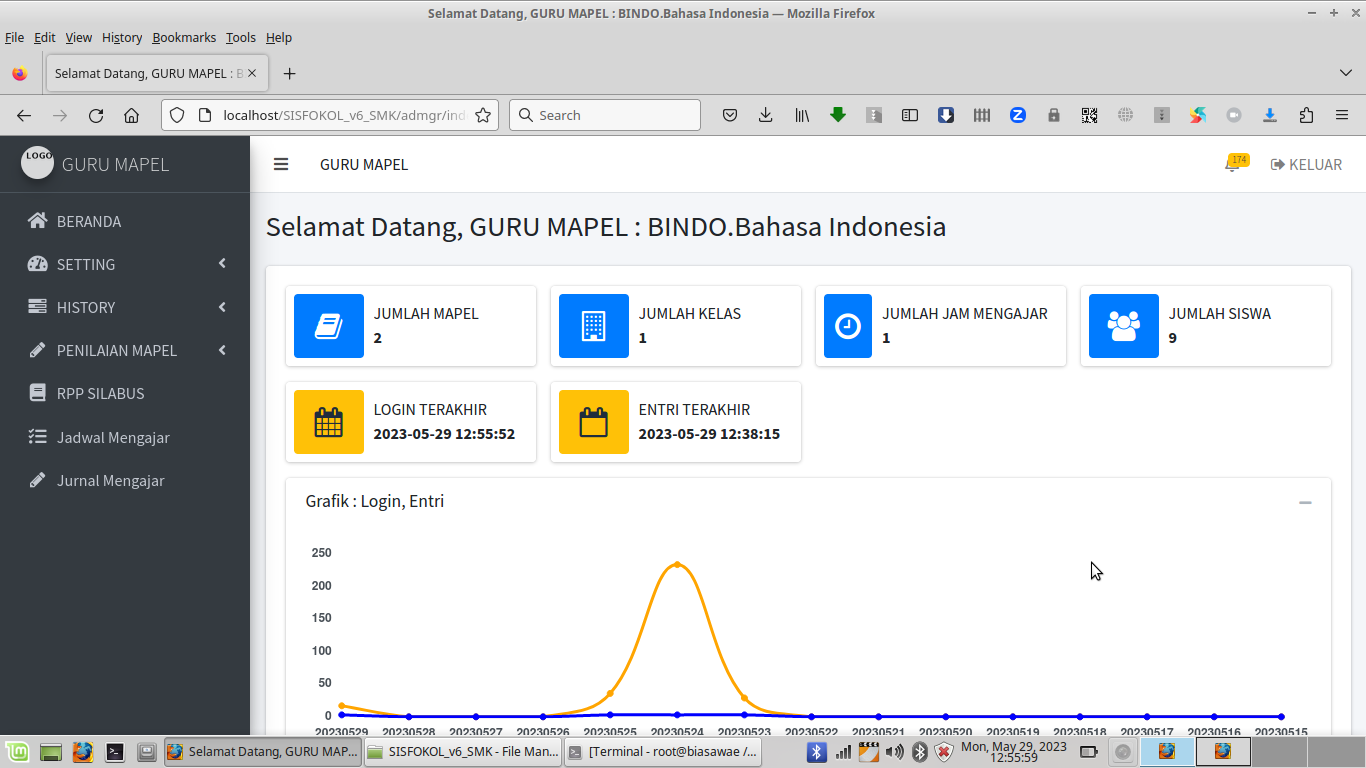 Selamat Datang, GURU MAPEL : BINDO.Bahasa Indonesia — Mozilla Firefox
File Edit View History Bookmarks Tools Help
Selamat Datang, GURU MAPEL : B
localhost/SISFOKOL_v6_SMK/admgr/ind
Search
LOGO
GURU MAPEL
GURU MAPEL
174
KELUAR
BERANDA
SETTING
HISTORY
PENILAIAN MAPEL
RPP SILABUS
Jadwal Mengajar
Jurnal Mengajar
Selamat Datang, GURU MAPEL : BINDO.Bahasa Indonesia
JUMLAH MAPEL
2
JUMLAH KELAS
1
JUMLAH JAM MENGAJAR
1
JUMLAH SISWA
9
LOGIN TERAKHIR
2023-05-29 12:55:52
ENTRI TERAKHIR
2023-05-29 12:38:15
Grafik : Login, Entri
250
200
150
100
50
0
20230529 20230528 20230527 20230526 20230525 20230524 20230523 20230522 20230521 20230520 20230519 20230518 20230517 20230516 20230515
Selamat Datang, GURU MAP...
SISFOKOL_v6_SMK - File Man...
[Terminal - root@biasawae /...
Mon, May 29, 2023
12:55:59